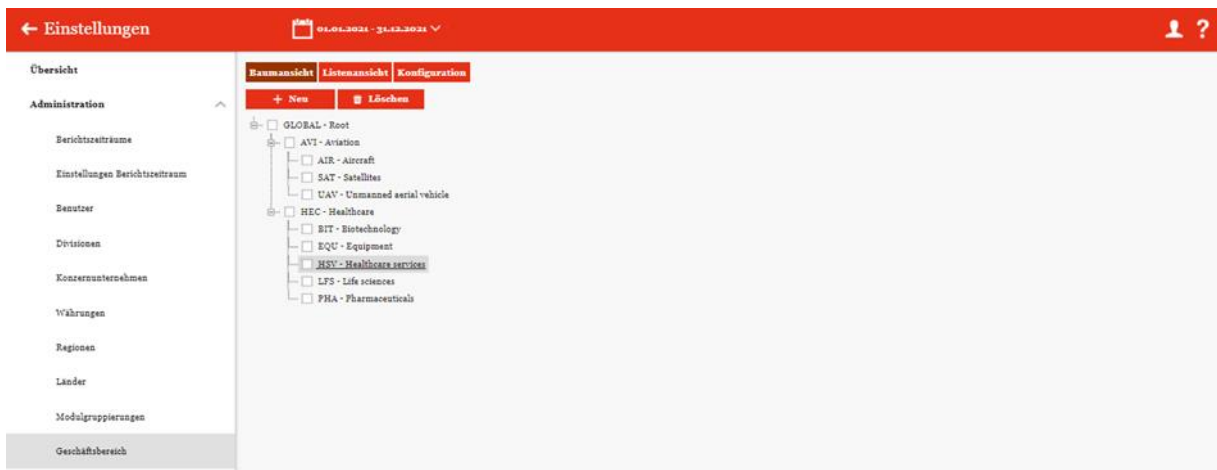 ← Einstellungen
01.01.2021 - 31.12.2021
?
Übersicht
Administration
Berichtszeiträume
Einstellungen Berichtszeitraum
Benutzer
Divisionen
Konzernunternehmen
Währungen
Regionen
Länder
Modulgruppierungen
Geschäftsbereich
Baumansicht Listenansicht Konfiguration
+ Neu Löschen
GLOBAL - Root
AVI - Aviation
AIR - Aircraft
SAT - Satellites
UAV - Unmanned aerial vehicle
HEC - Healthcare
BIT - Biotechnology
EQU - Equipment
HSV - Healthcare services
LFS - Life sciences
PHA - Pharmaceuticals